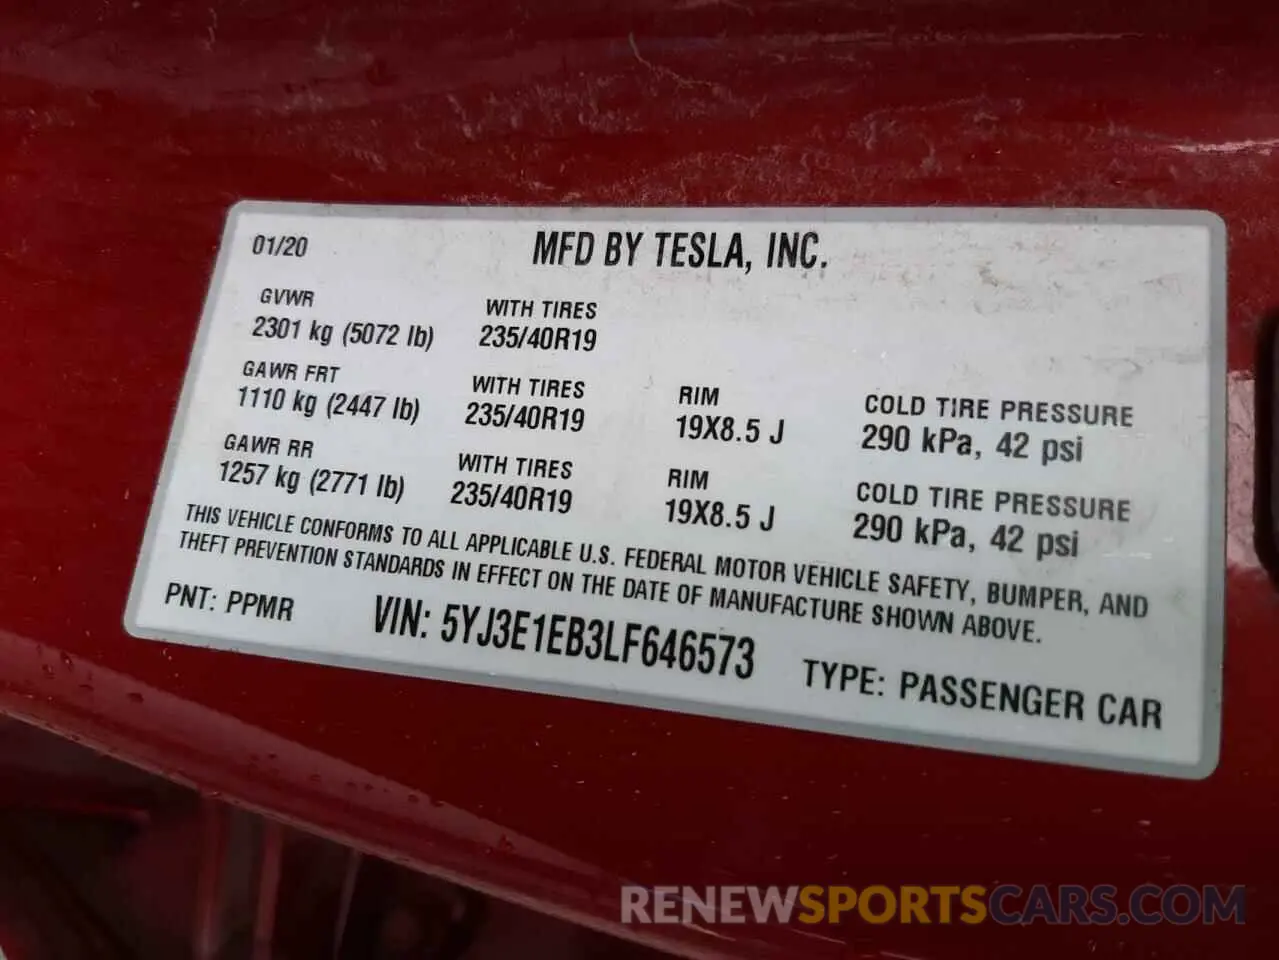 01/20
MFD BY TESLA, INC.
GVWR
2301 kg (5072 lb)
WITH TIRES
235/40R19
GAWR FRT
1110 kg (2447 lb)
WITH TIRES
235/40R19
RIM
19X8.5 J
COLD TIRE PRESSURE
290 kPa, 42 psi
GAWR RR
1257 kg (2771 lb)
WITH TIRES
235/40R19
RIM
19X8.5 J
COLD TIRE PRESSURE
290 kPa, 42 psi
THIS VEHICLE CONFORMS TO ALL APPLICABLE U.S. FEDERAL MOTOR VEHICLE SAFETY, BUMPER, AND
THEFT PREVENTION STANDARDS IN EFFECT ON THE DATE OF MANUFACTURE SHOWN ABOVE.
PNT: PPMR
VIN: 5YJ3E1EB3LF646573
TYPE: PASSENGER CAR
RENEWSPORTSCARS.COM